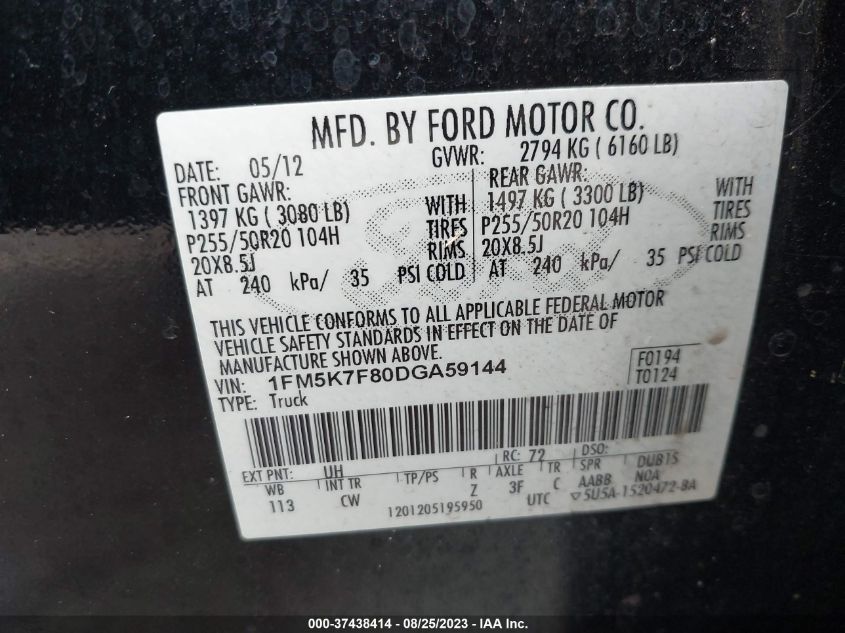 MFD. BY FORD MOTOR CO.
DATE: 05/12 GVWR: 2794 KG ( 6160 LB)
FRONT GAWR: REAR GAWR:
1397 KG ( 3080 LB) WITH 1497 KG ( 3300 LB) WITH
P255/50R20 104H TIRES P255/50R20 104H TIRES
20X8.5J RIMS 20X8.5J RIMS
AT 240 kPa/ 35 PSI COLD AT 240 kPa/ 35 PSI COLD
THIS VEHICLE CONFORMS TO ALL APPLICABLE FEDERAL MOTOR
VEHICLE SAFETY STANDARDS IN EFFECT ON THE DATE OF
MANUFACTURE SHOWN ABOVE.
VIN: 1FM5K7F80DGA59144 F0194
TYPE: Truck T0124
EXT PNT: UH RC: 72 DSO:
WB INT TR TP/PS R AXLE TR SPR DUB1S
113 CW Z 3F C AABB NOA
1201205195950 UTC ▽5U5A-1520472-BA
000-37438414 - 08/25/2023 - IAA Inc.